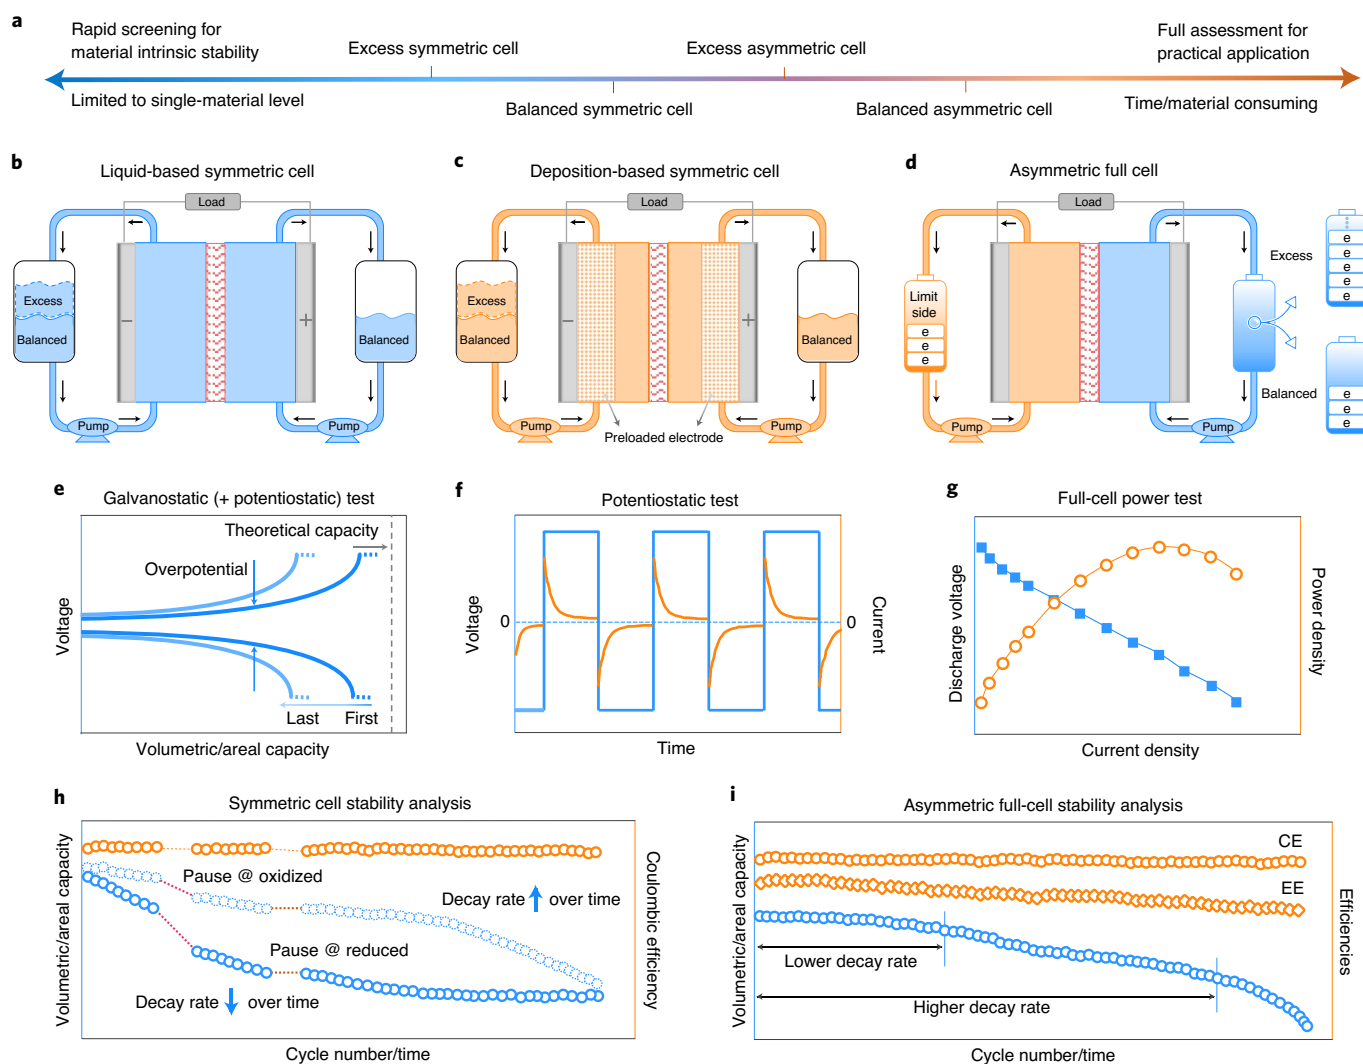 a
Rapid screening for
material intrinsic stability
Excess symmetric cell
Excess asymmetric cell
Full assessment for
practical application
Limited to single-material level
Balanced symmetric cell
Balanced asymmetric cell
Time/material consuming
b
Liquid-based symmetric cell
Load
Excess
Balanced
−
+
Balanced
Pump
Pump
c
Deposition-based symmetric cell
Load
Excess
Balanced
−
+
Balanced
Pump
Preloaded electrode
Pump
d
Asymmetric full cell
Load
Limit
side
e
e
e
Pump
Pump
Excess
e
e
e
e
e
Balanced
e
e
e
e
Galvanostatic (+ potentiostatic) test
Theoretical capacity
Overpotential
Last
First
Voltage
Volumetric/areal capacity
f
Potentiostatic test
Voltage
0
0
Current
Time
g
Full-cell power test
Discharge voltage
Power density
Current density
h
Symmetric cell stability analysis
Volumetric/areal capacity
Pause @ oxidized
Decay rate
over time
Pause @ reduced
Decay rate
over time
Coulombic efficiency
Cycle number/time
i
Asymmetric full-cell stability analysis
Volumetric/areal capacity
CE
EE
Lower decay rate
Higher decay rate
Efficiencies
Cycle number/time